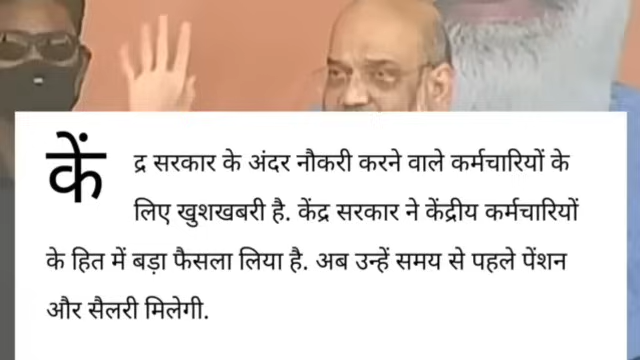 केंद्र सरकार के अंदर नौकरी करने वाले कर्मचारियों के
लिए खुशखबरी है. केंद्र सरकार ने केंद्रीय कर्मचारियों
के हित में बड़ा फैसला लिया है. अब उन्हें समय से पहले पेंशन
और सैलरी मिलेगी.